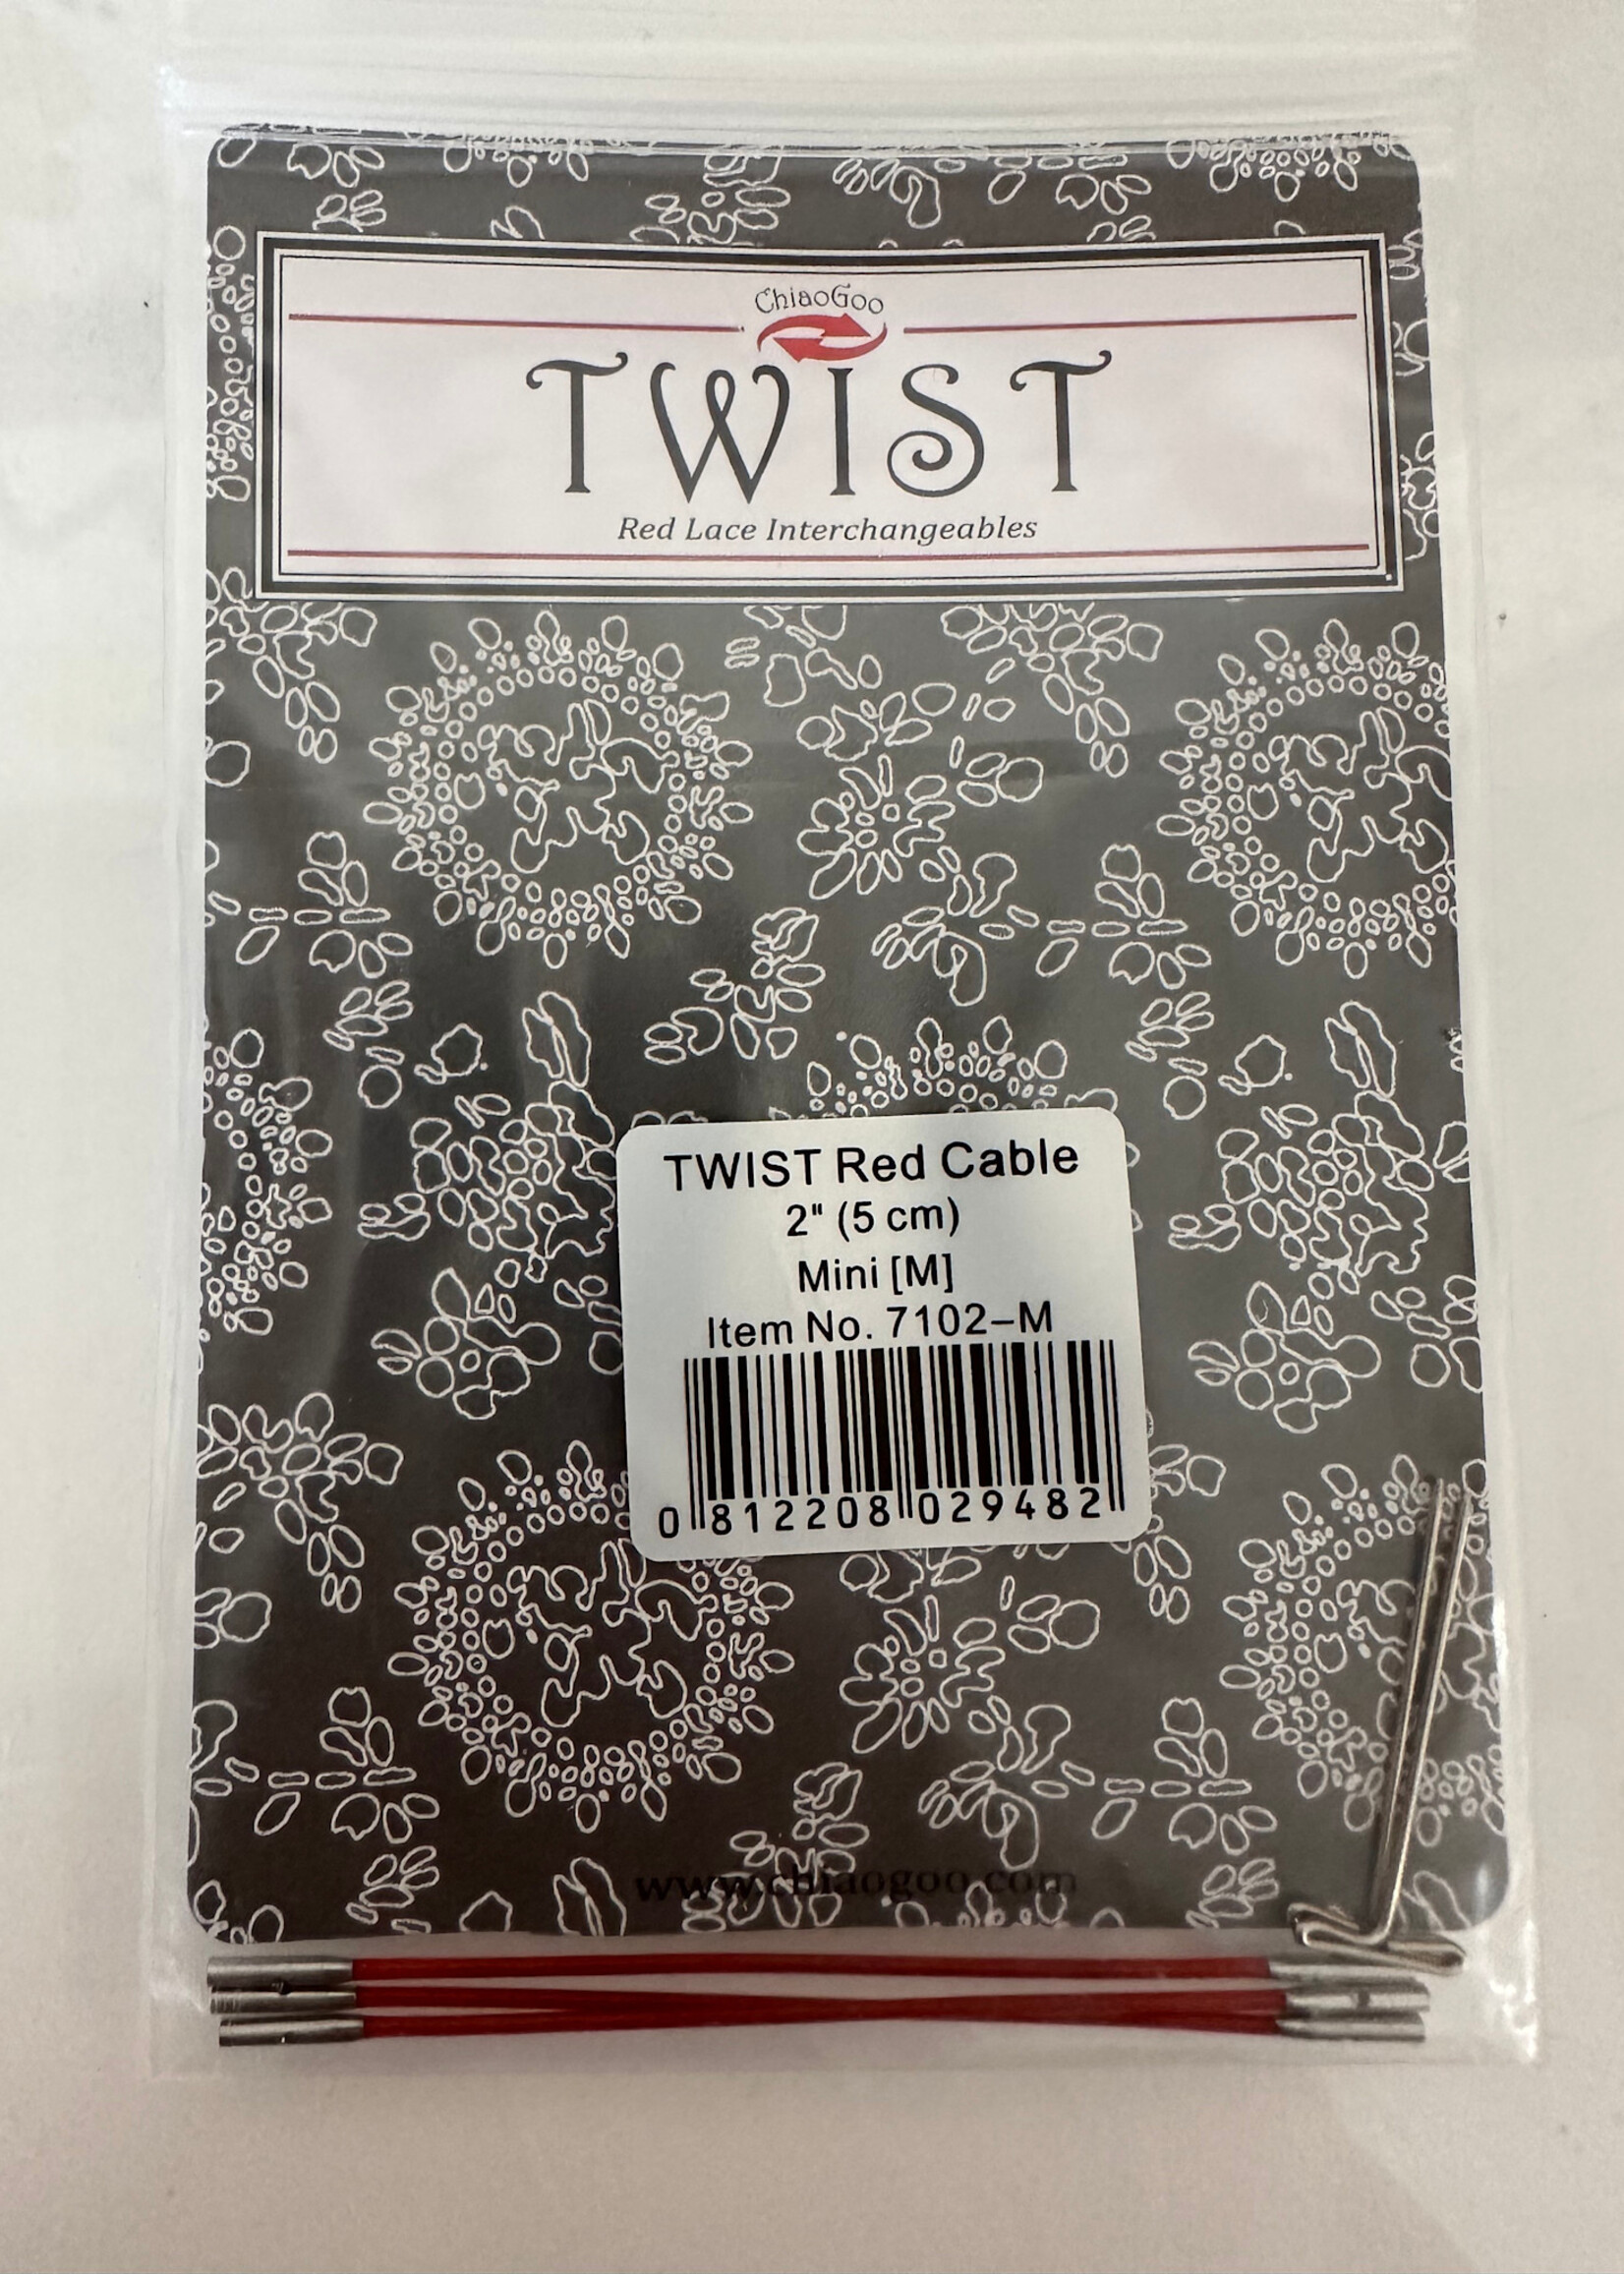 ChiaoGoo
TWIST
Red Lace Interchangeables
TWIST Red Cable
2" (5 cm)
Mini [M]
Item No. 7102–M
0 812208 029482
www.chiaogoo.com